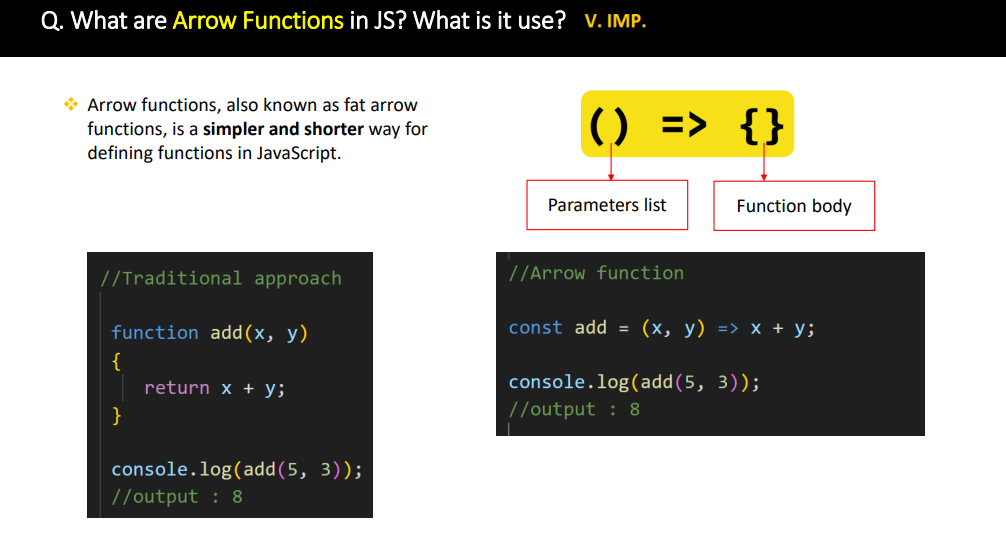 Q. What are Arrow Functions in JS? What is it use? V. IMP.
❖ Arrow functions, also known as fat arrow
functions, is a simpler and shorter way for
defining functions in JavaScript.
() => {}
Parameters list
Function body
//Traditional approach
function add(x, y)
{
return x + y;
}
console.log(add(5, 3));
//output : 8
//Arrow function
const add = (x, y) => x + y;
console.log(add(5, 3));
//output : 8